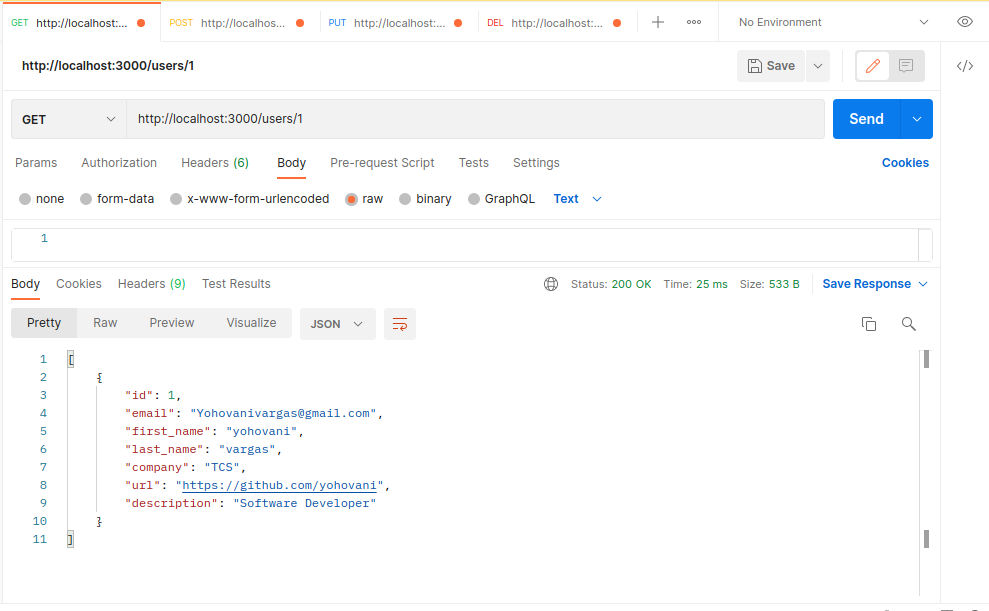 GET http://localhost:... POST http://localhos... PUT http://localhost:... DEL http://localhost:... No Environment
http://localhost:3000/users/1 Save
GET http://localhost:3000/users/1 Send
Params Authorization Headers (6) Body Pre-request Script Tests Settings Cookies
none form-data x-www-form-urlencoded raw binary GraphQL Text
1
Body Cookies Headers (9) Test Results Status: 200 OK Time: 25 ms Size: 533 B Save Response
Pretty Raw Preview Visualize JSON
1 [
2 {
3 "id": 1,
4 "email": "Yohovanivargas@gmail.com",
5 "first_name": "yohovani",
6 "last_name": "vargas",
7 "company": "TCS",
8 "url": "https://github.com/yohovani",
9 "description": "Software Developer"
10 }
11 ]